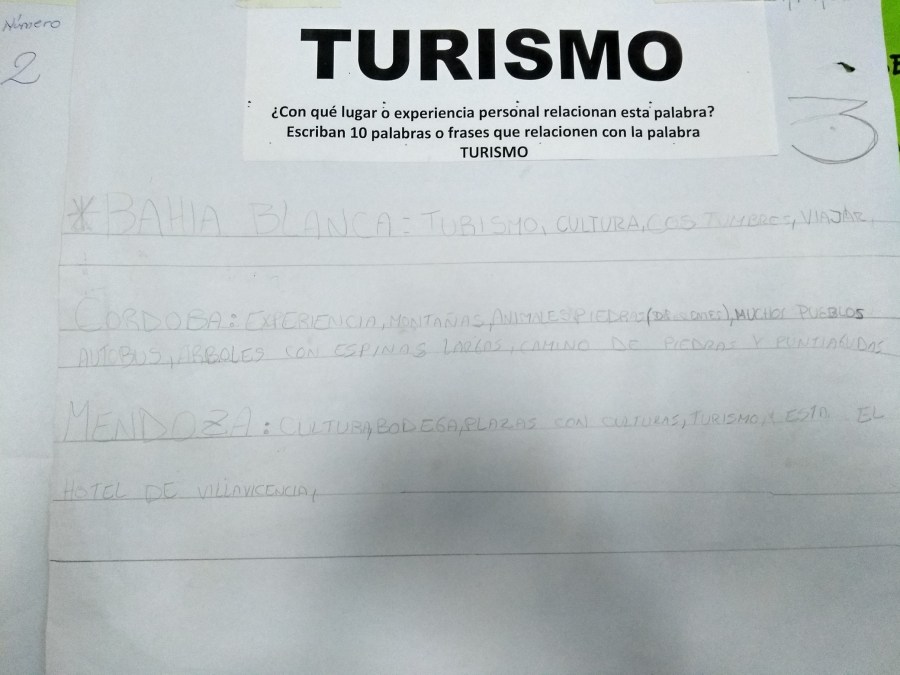 Número
2
TURISMO
¿Con qué lugar o experiencia personal relacionan esta palabra?
Escriban 10 palabras o frases que relacionen con la palabra
TURISMO
3
* BAHIA BLANCA: TURISMO, CULTURA, COSTUMBRES, VIAJAR,
CORDOBA: EXPERIENCIA, MONTAÑAS, ANIMALES PIEDRAS, MUCHOS PUEBLOS
AUTOBUS, ARBOLES CON ESPINAS LARGOS, CAMINO DE PIEDRAS Y PUNTIAGUDAS
MENDOZA: CULTURA, BODEGA, PLAZAS CON CULTURAS, TURISMO, Y ESTA EL
HOTEL DE VILLAVICENCIA,